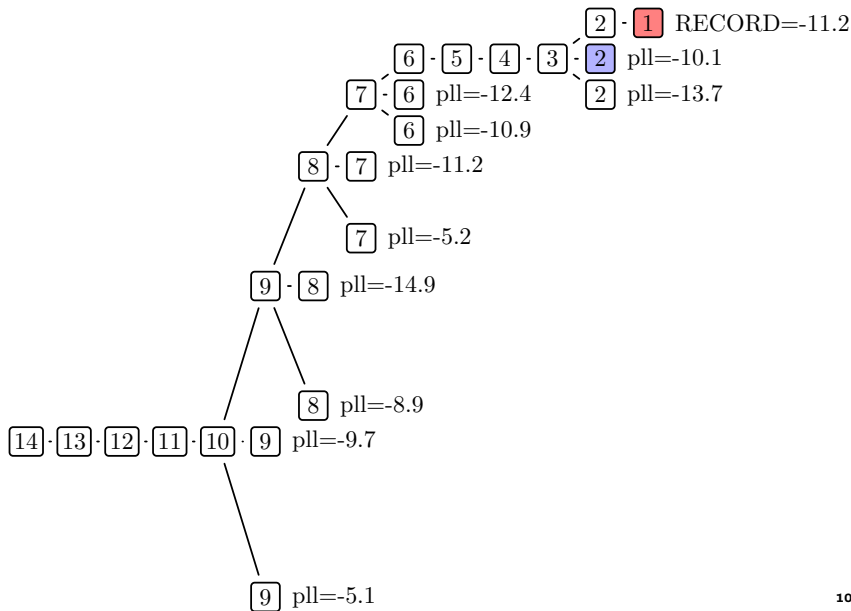 2 1 RECORD=-11.2
6 5 4 3 2 pll=-10.1
7 6 pll=-12.4 2 pll=-13.7
6 pll=-10.9
8 7 pll=-11.2
7 pll=-5.2
9 8 pll=-14.9
8 pll=-8.9
14 13 12 11 10 9 pll=-9.7
9 pll=-5.1
10